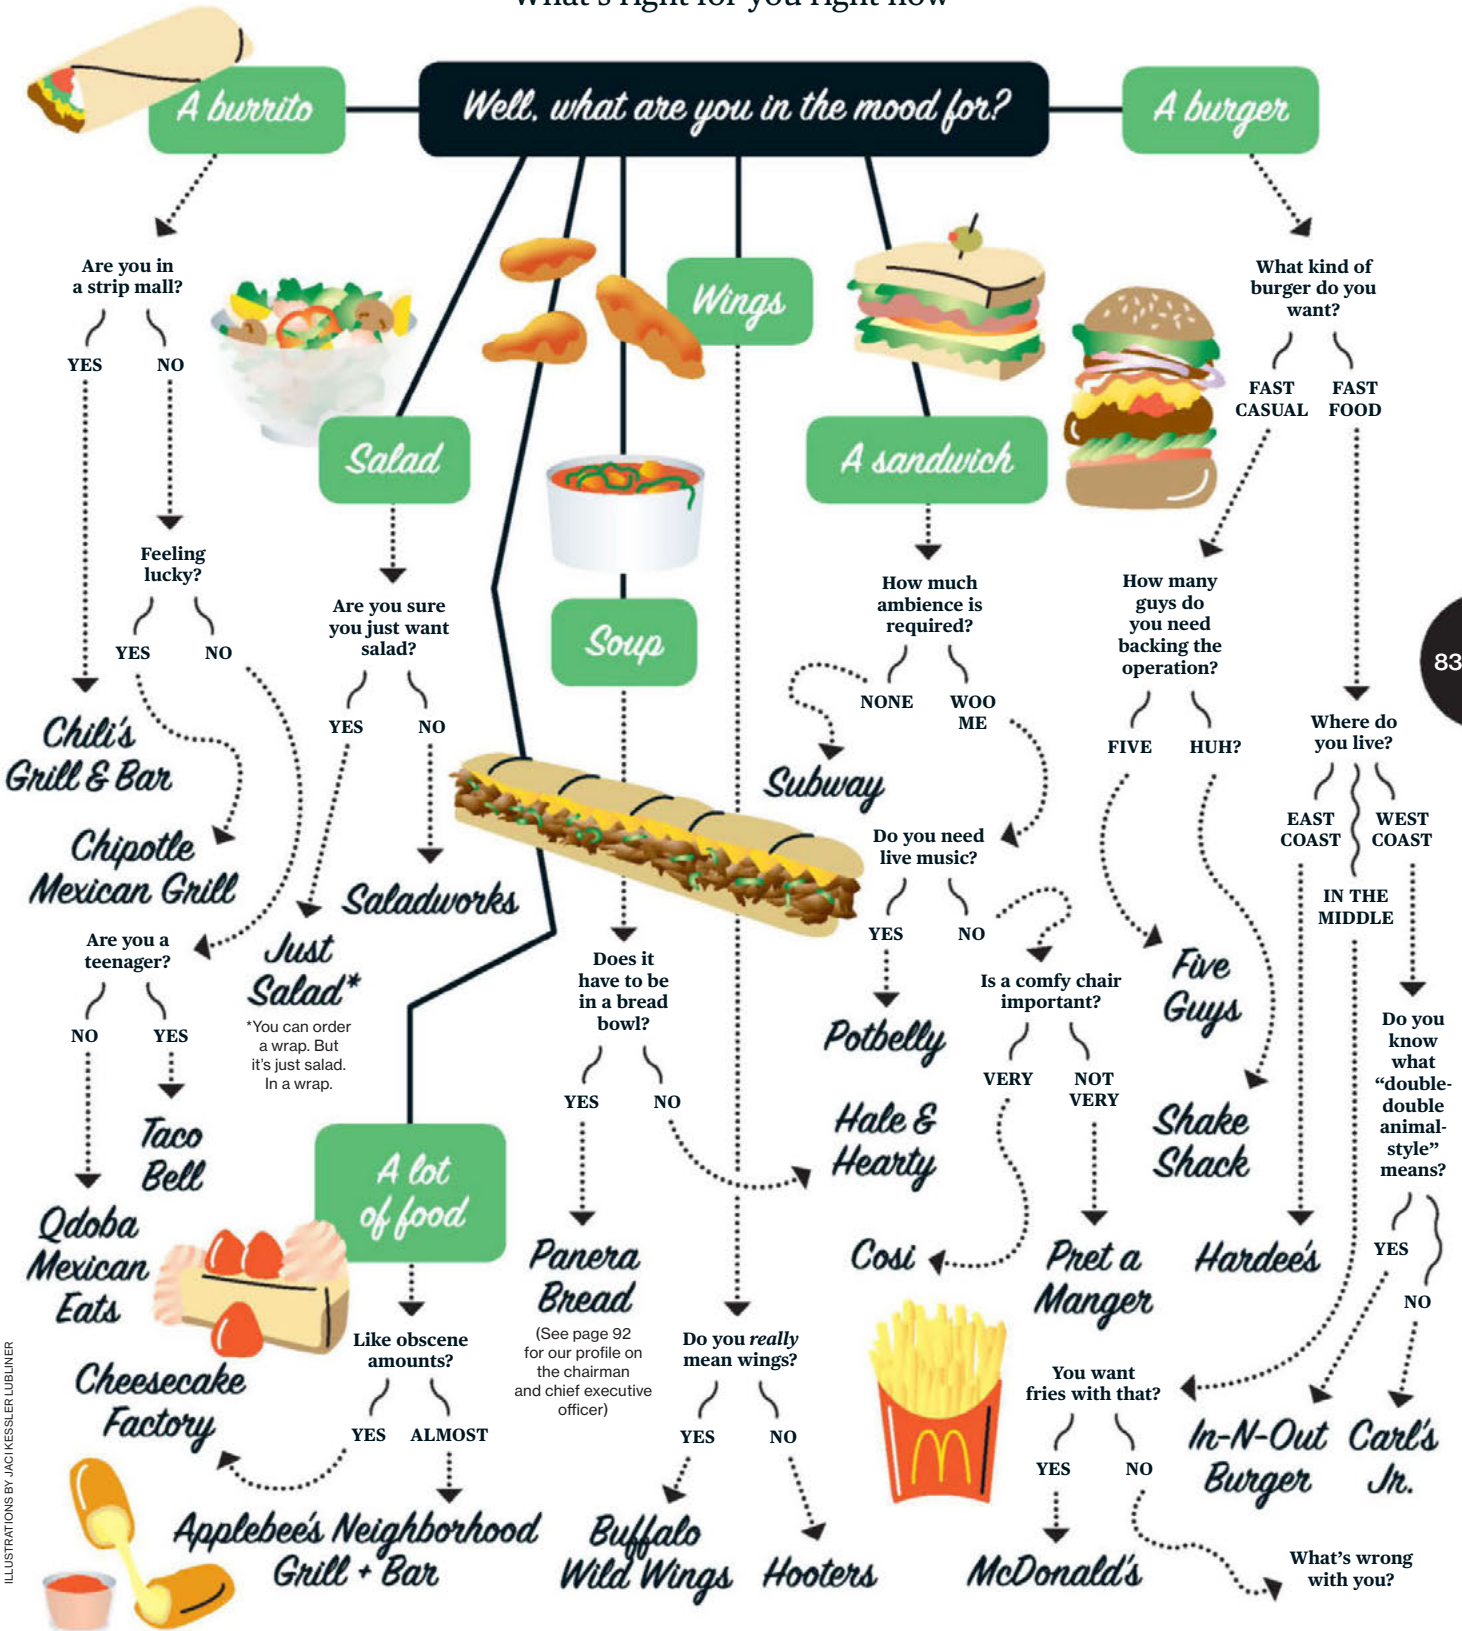 What's right for you right now
A burrito
Well, what are you in the mood for?
A burger
Are you in
a strip mall?
YES
NO
Feeling
lucky?
YES
NO
Chili's
Grill & Bar
Chipotle
Mexican Grill
Are you a
teenager?
NO
YES
Taco
Bell
Qdoba
Mexican
Eats
Salad
Are you sure
you just want
salad?
YES
NO
Saladworks
Just
Salad*
*You can order
a wrap. But
it's just salad.
In a wrap.
A lot
of food
Like obscene
amounts?
YES
ALMOST
Cheesecake
Factory
Applebee's Neighborhood
Grill + Bar
Soup
Does it
have to be
in a bread
bowl?
YES
NO
Panera
Bread
(See page 92
for our profile on
the chairman
and chief executive
officer)
Hale &
Hearty
Wings
Do you really
mean wings?
YES
NO
Buffalo
Wild Wings
Hooters
A sandwich
How much
ambience is
required?
NONE
WOO
ME
Subway
Do you need
live music?
YES
NO
Potbelly
Is a comfy chair
important?
VERY
NOT
VERY
Cosi
Pret a
Manger
What kind of
burger do you
want?
FAST
CASUAL
FAST
FOOD
How many
guys do
you need
backing the
operation?
FIVE
HUH?
Five
Guys
Shake
Shack
Where do
you live?
EAST
COAST
WEST
COAST
IN THE
MIDDLE
Hardee's
Do you
know
what
“double-
double
animal-
style”
means?
YES
NO
In-N-Out
Burger
Carl's
Jr.
You want
fries with that?
YES
NO
McDonald's
What's wrong
with you?
83
ILLUSTRATIONS BY JACI KESSLER LUBLINER